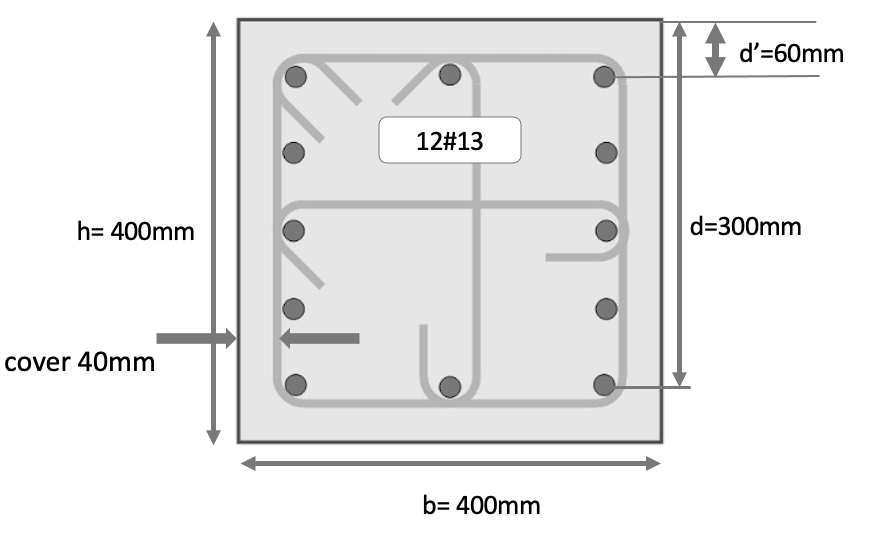 d’=60mm
12#13
h= 400mm
d=300mm
cover 40mm
b= 400mm